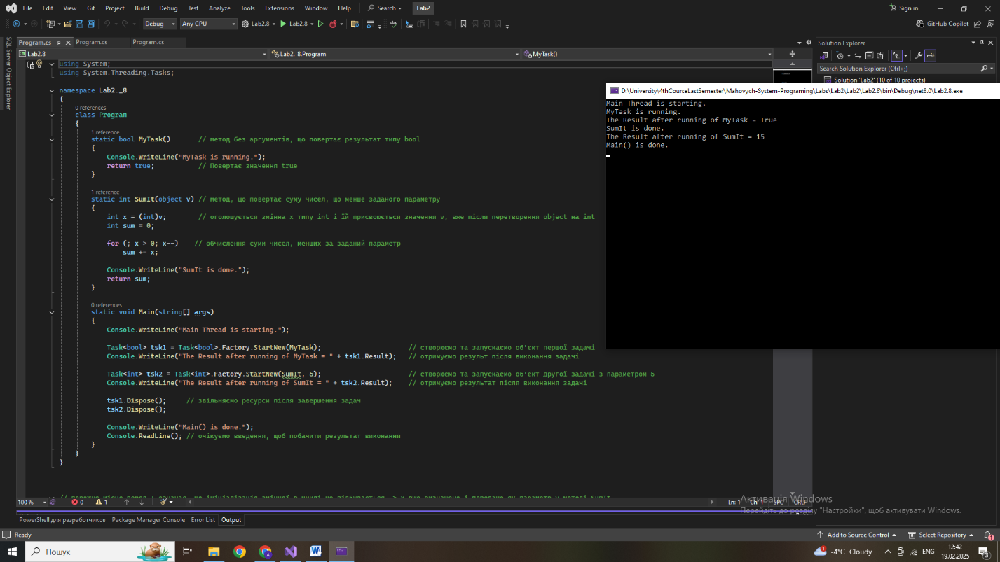 File Edit View Git Project Build Debug Test Analyze Tools Extensions Window Help Search Lab2 Sign in
Debug Any CPU Lab2.8 Lab2.8 GitHub Copilot
Program.cs Program.cs Program.cs Solution Explorer
Lab2.8 Lab2._8.Program MyTask()
SQL Server Object Explorer
Search Solution Explorer (Ctrl+;)
Solution 'Lab2' (10 of 10 projects)
using System;
using System.Threading.Tasks;
namespace Lab2._8
{
0 references
class Program
{
1 reference
static bool MyTask() // метод без аргументів, що повертає результат типу bool
{
Console.WriteLine("MyTask is running.");
return true; // Повертає значення true
}
1 reference
static int SumIt(object v) // метод, що повертає суму чисел, що менше заданого параметру
{
int x = (int)v; // оголошується змінна x типу int і їй присвоюється значення v, вже після перетворення object на int
int sum = 0;
for (; x > 0; x--) // обчислення суми чисел, менших за заданий параметр
sum += x;
Console.WriteLine("SumIt is done.");
return sum;
}
0 references
static void Main(string[] args)
{
Console.WriteLine("Main Thread is starting.");
Task<bool> tsk1 = Task<bool>.Factory.StartNew(MyTask); // створюємо та запускаємо об'єкт першої задачі
Console.WriteLine("The Result after running of MyTask = " + tsk1.Result); // отримуємо результ після виконання задачі
Task<int> tsk2 = Task<int>.Factory.StartNew(SumIt, 5); // створюємо та запускаємо об'єкт другої задачі з параметром 5
Console.WriteLine("The Result after running of SumIt = " + tsk2.Result); // отримуємо результат після виконання задачі
tsk1.Dispose(); // звільняємо ресурси після завершення задач
tsk2.Dispose();
Console.WriteLine("Main() is done.");
Console.ReadLine(); // очікуємо введення, щоб побачити результат виконання
}
}
}
D:\University\4thCourseLastSemester\Mahovych-System-Programing\Labs\Lab2\Lab2\Lab2.8\bin\Debug\net8.0\Lab2.8.exe
Main Thread is starting.
MyTask is running.
The Result after running of MyTask = True
SumIt is done.
The Result after running of SumIt = 15
Main() is done.
100 % 0 1 Ln: 1 Ch: 1 SPC CRLF
Активація Windows
Перейдіть до розділу "Настройки", щоб активувати Windows.
PowerShell для разработчиков Package Manager Console Error List Output
Ready Add to Source Control Select Repository 1
Пошук -4°C Cloudy ENG 12:42
19.02.2025 3